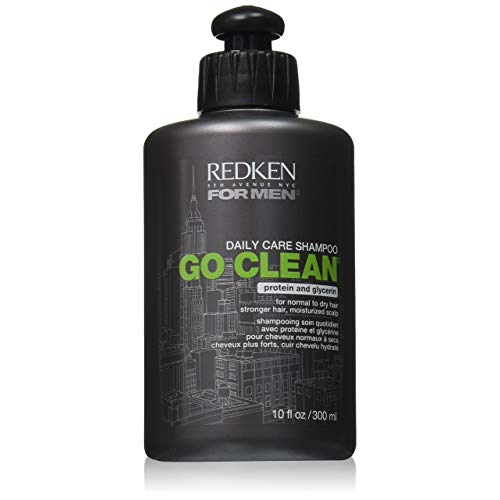 REDKEN
5TH AVENUE NYC
FOR MEN®
DAILY CARE SHAMPOO
GO CLEAN™
protein and glycerin
for normal to dry hair
stronger hair, moisturized scalp
shampooing soin quotidien
avec protéine et glycérine
pour cheveux normaux à secs
cheveux plus forts, cuir chevelu hydraté
10 fl oz / 300 ml